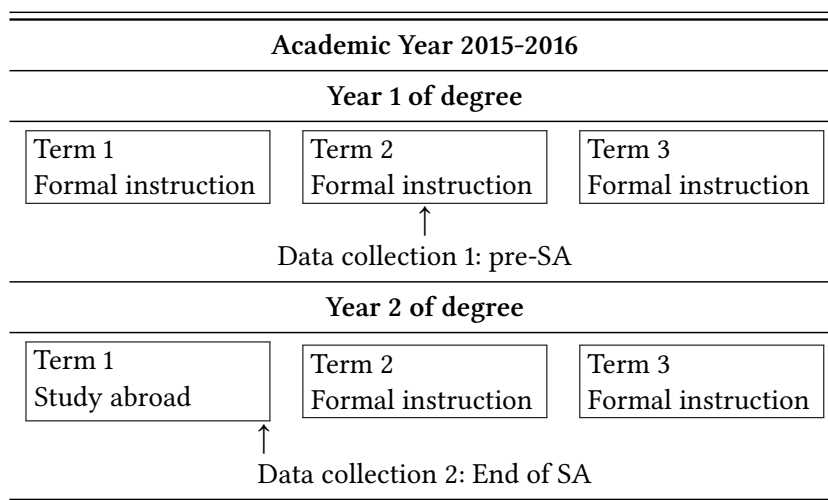 Academic Year 2015-2016
Year 1 of degree
Term 1
Formal instruction
Term 2
Formal instruction
Term 3
Formal instruction
↑
Data collection 1: pre-SA
Year 2 of degree
Term 1
Study abroad
Term 2
Formal instruction
Term 3
Formal instruction
↑
Data collection 2: End of SA